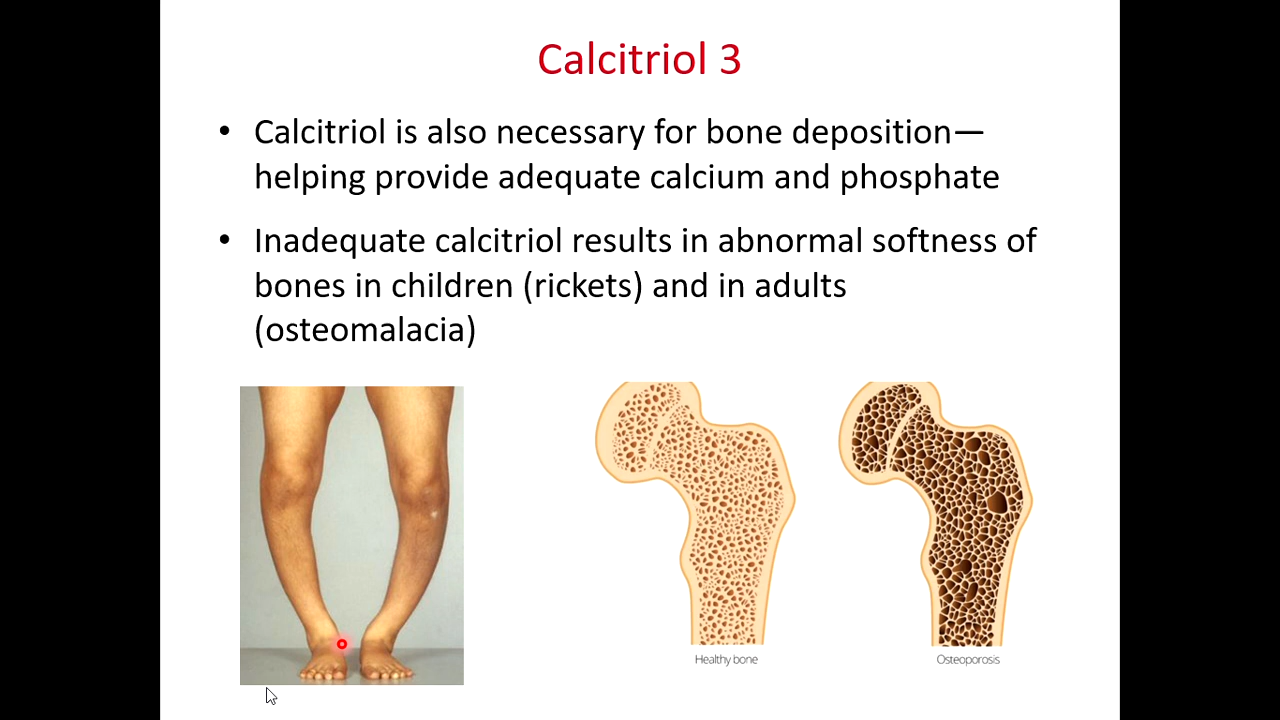 Calcitriol 3
• Calcitriol is also necessary for bone deposition—
helping provide adequate calcium and phosphate
• Inadequate calcitriol results in abnormal softness of
bones in children (rickets) and in adults
(osteomalacia)
Healthy bone
Osteoporosis